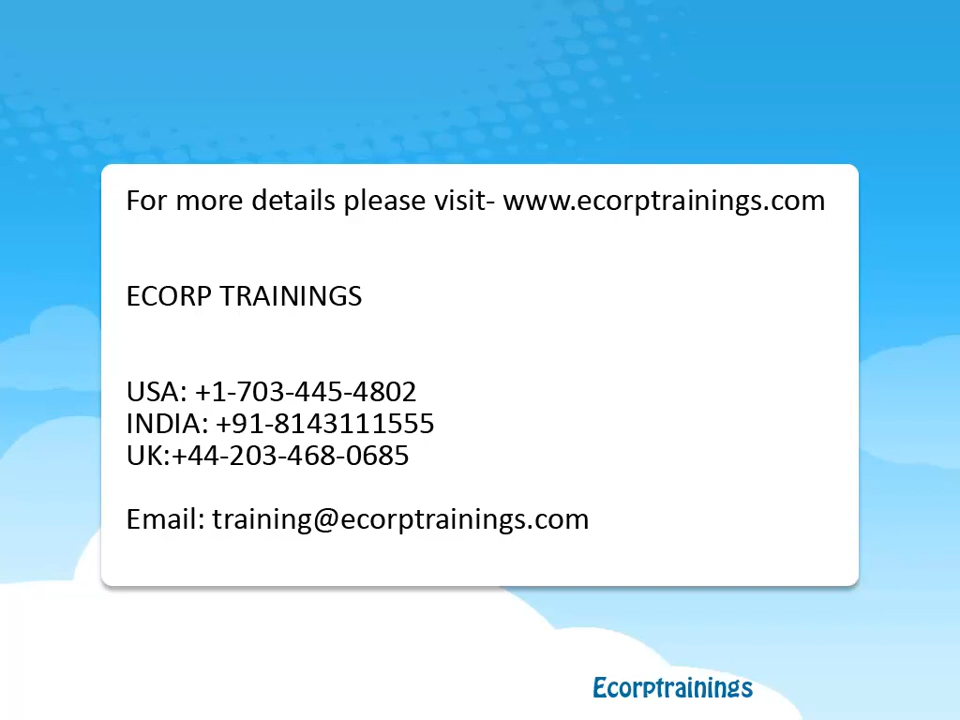 For more details please visit- www.ecorptrainings.com
ECORP TRAININGS
USA: +1-703-445-4802
INDIA: +91-8143111555
UK:+44-203-468-0685
Email: training@ecorptrainings.com
Ecorptrainings